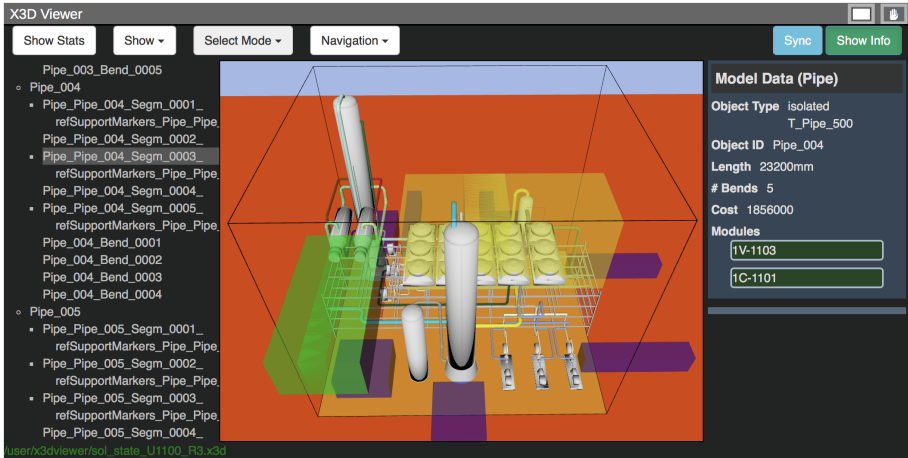 X3D Viewer
Show Stats
Show
Select Mode
Navigation
Sync
Show Info
Pipe_003_Bend_0005
Pipe_004
Pipe_Pipe_004_Segm_0001_
refSupportMarkers_Pipe_Pipe_
Pipe_Pipe_004_Segm_0002_
Pipe_Pipe_004_Segm_0003_
refSupportMarkers_Pipe_Pipe_
Pipe_Pipe_004_Segm_0004_
Pipe_Pipe_004_Segm_0005_
refSupportMarkers_Pipe_Pipe_
Pipe_004_Bend_0001
Pipe_004_Bend_0002
Pipe_004_Bend_0003
Pipe_004_Bend_0004
Pipe_005
Pipe_Pipe_005_Segm_0001_
refSupportMarkers_Pipe_Pipe_
Pipe_Pipe_005_Segm_0002_
refSupportMarkers_Pipe_Pipe_
Pipe_Pipe_005_Segm_0003_
refSupportMarkers_Pipe_Pipe_
Pipe_Pipe_005_Segm_0004_
/user/x3dviewer/sol_state_U1100_R3.x3d
Model Data (Pipe)
Object Type isolated
T_Pipe_500
Object ID Pipe_004
Length 23200mm
# Bends 5
Cost 1856000
Modules
1V-1103
1C-1101